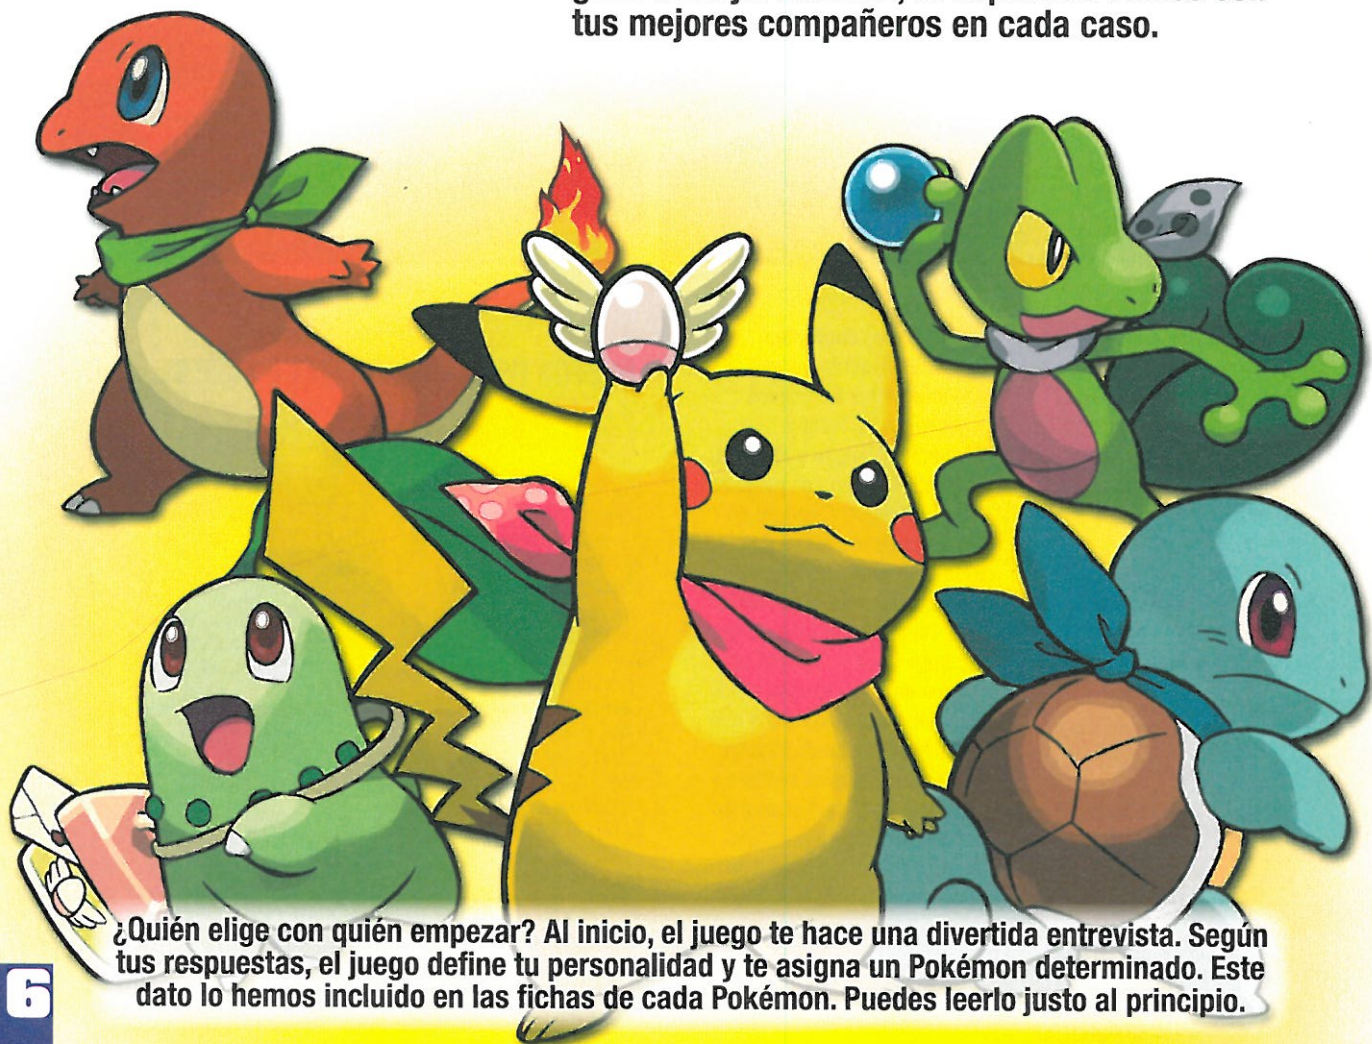 tus mejores compañeros en cada caso.
¿Quién elige con quién empezar? Al inicio, el juego te hace una divertida entrevista. Según
tus respuestas, el juego define tu personalidad y te asigna un Pokémon determinado. Este
dato lo hemos incluido en las fichas de cada Pokémon. Puedes leerlo justo al principio.
6